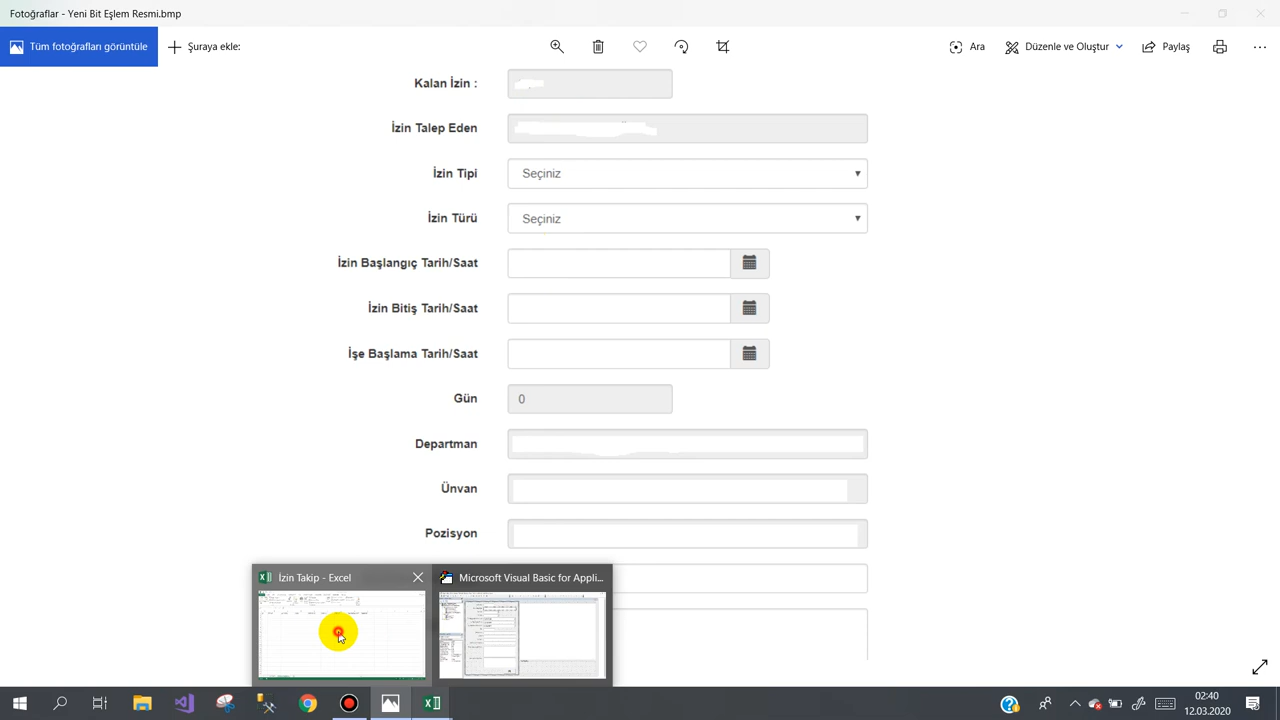 Fotoğraflar - Yeni Bit Eşlem Resmi.bmp
Tüm fotoğrafları görüntüle
Şuraya ekle:
Ara
Düzenle ve Oluştur
Paylaş
Kalan İzin :
İzin Talep Eden
İzin Tipi
Seçiniz
İzin Türü
Seçiniz
İzin Başlangıç Tarih/Saat
İzin Bitiş Tarih/Saat
İşe Başlama Tarih/Saat
Gün
0
Departman
Ünvan
Pozisyon
İzin Takip - Excel
Microsoft Visual Basic for Appli...
02:40
12.03.2020